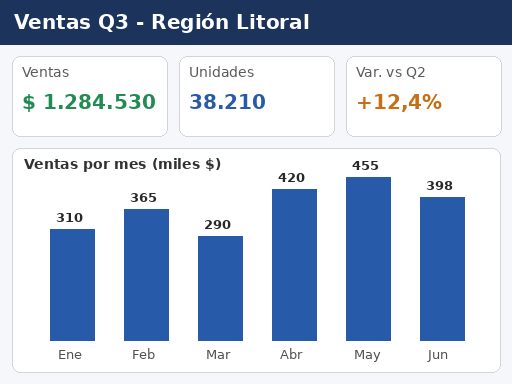 Ventas Q3 - Región Litoral
Ventas
$ 1.284.530
Unidades
38.210
Var. vs Q2
+12,4%
Ventas por mes (miles $)
310
365
290
420
455
398
Ene
Feb
Mar
Abr
May
Jun